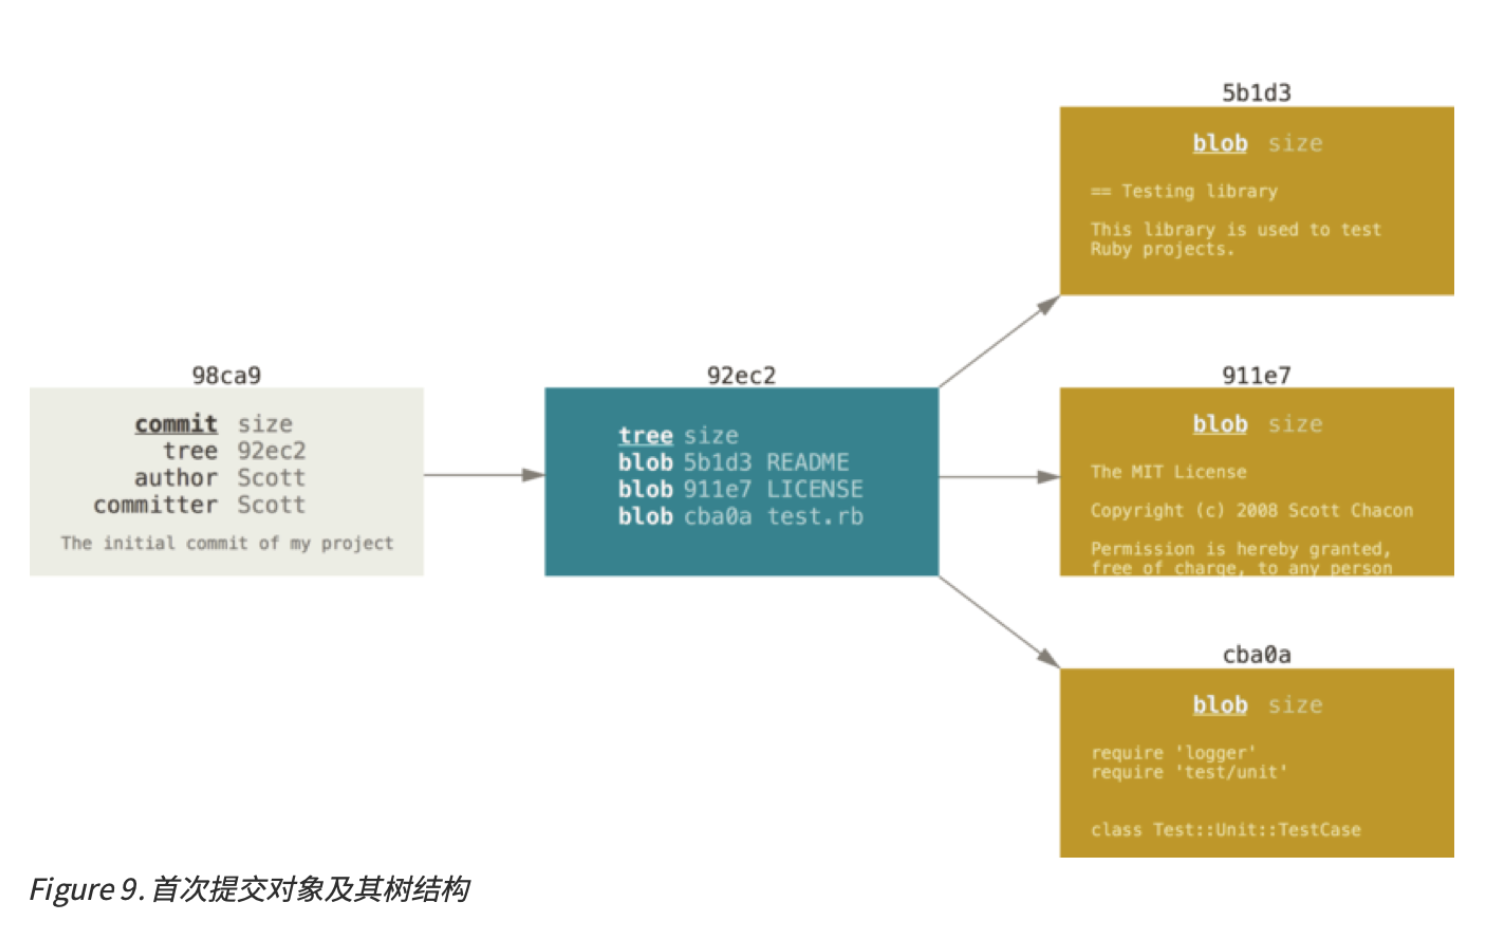 98ca9
commit size
tree 92ec2
author Scott
committer Scott
The initial commit of my project
92ec2
tree size
blob 5b1d3 README
blob 911e7 LICENSE
blob cba0a test.rb
5b1d3
blob size
== Testing library
This library is used to test
Ruby projects.
911e7
blob size
The MIT License
Copyright (c) 2008 Scott Chacon
Permission is hereby granted,
free of charge, to any person
cba0a
blob size
require 'logger'
require 'test/unit'
class Test::Unit::TestCase
Figure 9. 首次提交对象及其树结构